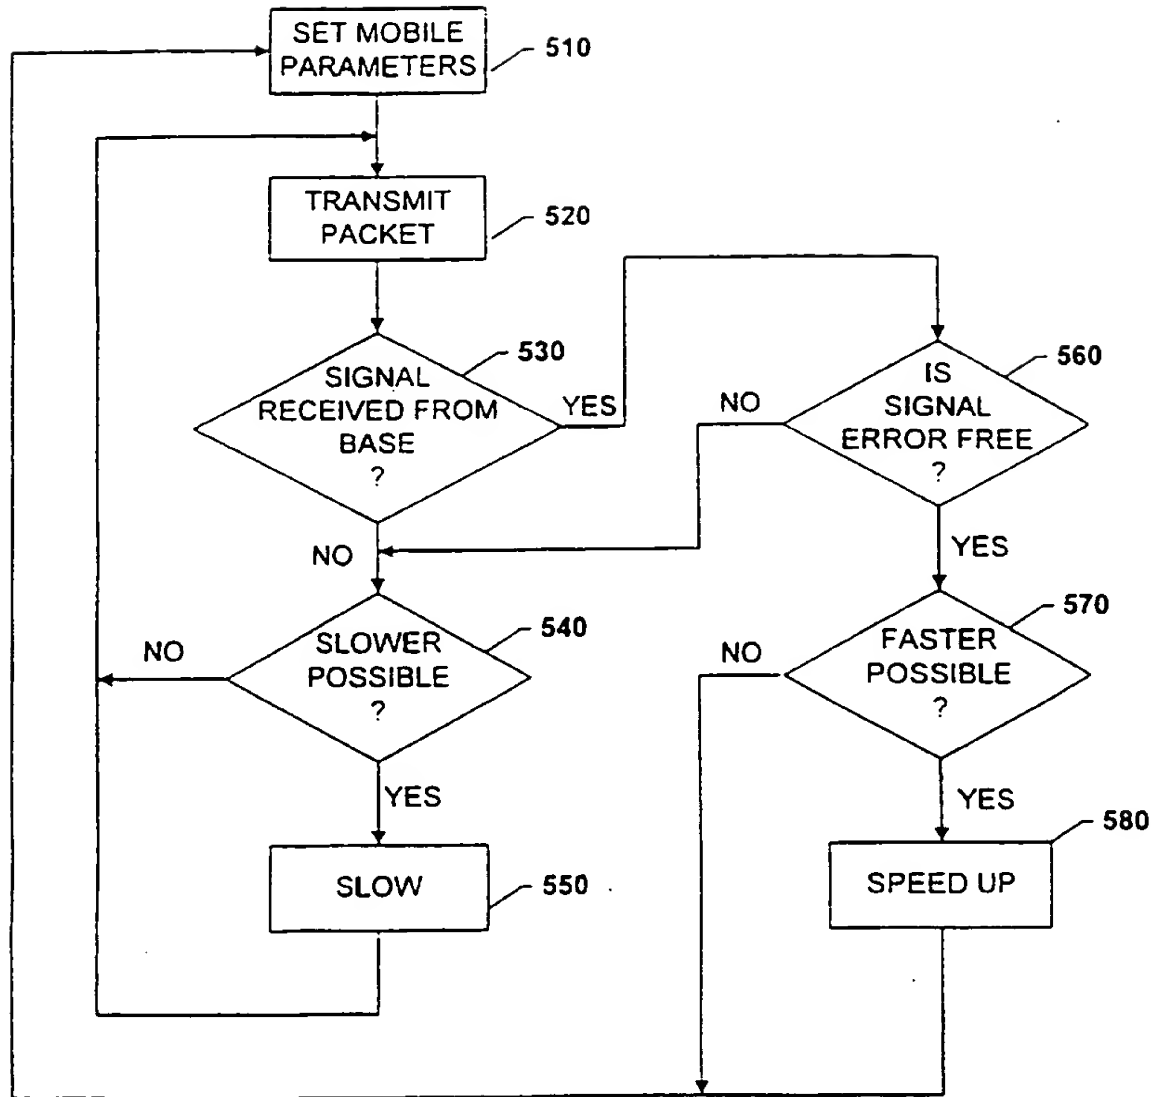 SET MOBILE
PARAMETERS
510
TRANSMIT
PACKET
520
SIGNAL
RECEIVED FROM
BASE
?
530
YES
NO
IS
SIGNAL
ERROR FREE
?
560
NO
YES
SLOWER
POSSIBLE
?
540
NO
YES
FASTER
POSSIBLE
?
570
NO
YES
SLOW
550
SPEED UP
580